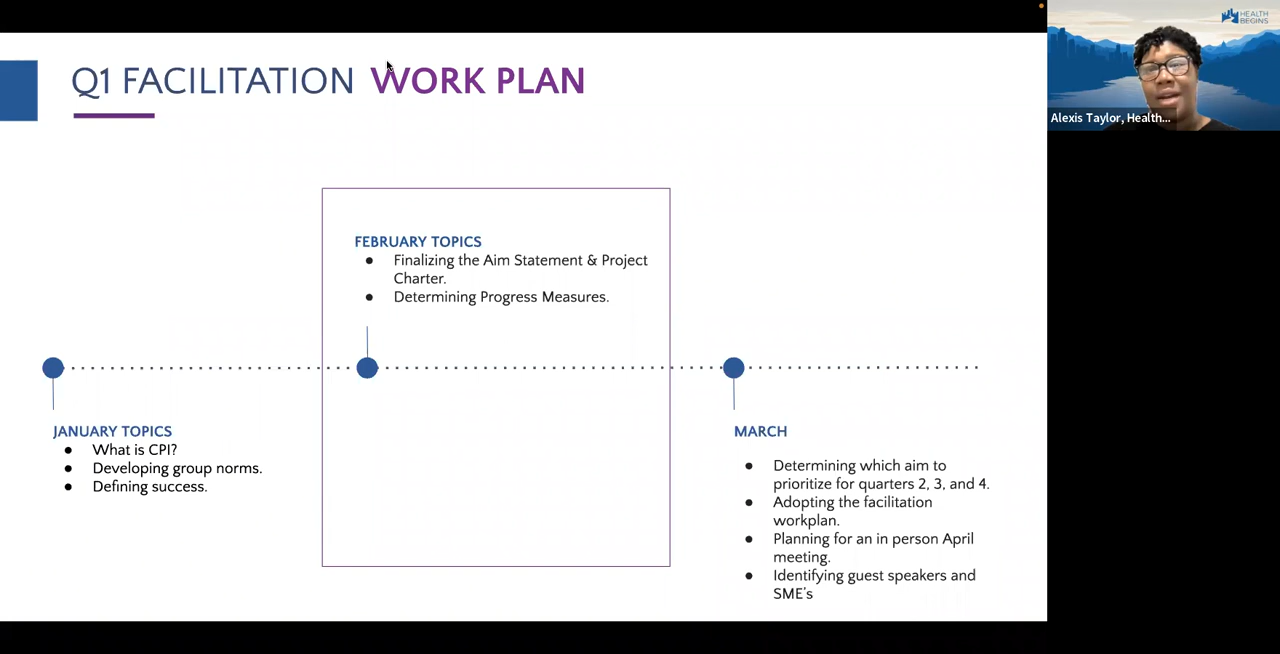 Q1 FACILITATION WORK PLAN
HEALTH
BEGINS
Alexis Taylor, Health...
FEBRUARY TOPICS
● Finalizing the Aim Statement & Project
Charter.
● Determining Progress Measures.
JANUARY TOPICS
● What is CPI?
● Developing group norms.
● Defining success.
MARCH
● Determining which aim to
prioritize for quarters 2, 3, and 4.
● Adopting the facilitation
workplan.
● Planning for an in person April
meeting.
● Identifying guest speakers and
SME's